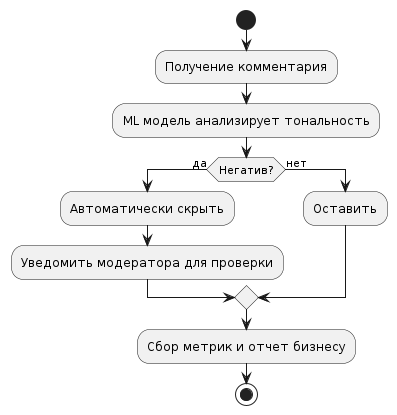 Получение комментария
ML модель анализирует тональность
да
Негатив?
нет
Автоматически скрыть
Оставить
Уведомить модератора для проверки
Сбор метрик и отчет бизнесу